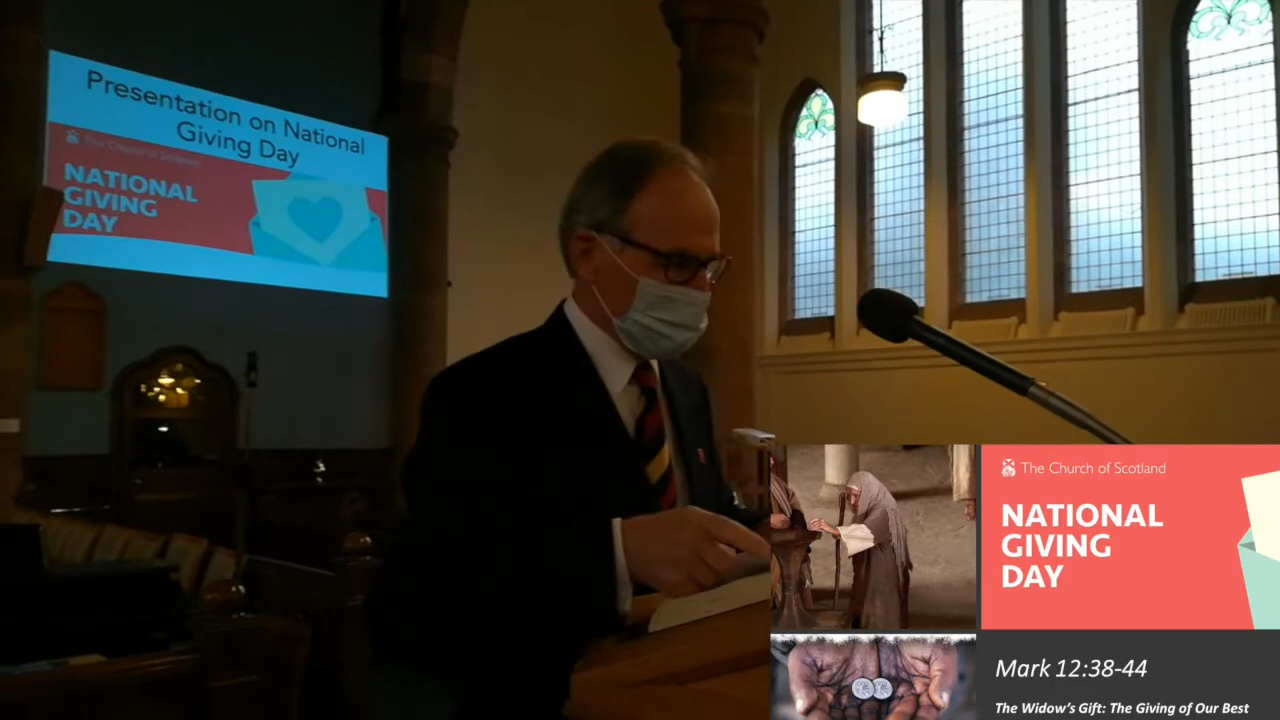 Presentation on National
Giving Day
The Church of Scotland
NATIONAL
GIVING
DAY
The Church of Scotland
NATIONAL
GIVING
DAY
Mark 12:38-44
The Widow's Gift: The Giving of Our Best